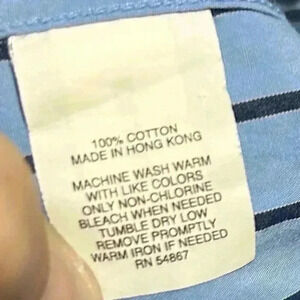 100% COTTON
MADE IN HONG KONG
MACHINE WASH WARM
WITH LIKE COLORS
ONLY NON-CHLORINE
BLEACH WHEN NEEDED
TUMBLE DRY LOW
REMOVE PROMPTLY
WARM IRON IF NEEDED
RN 54867